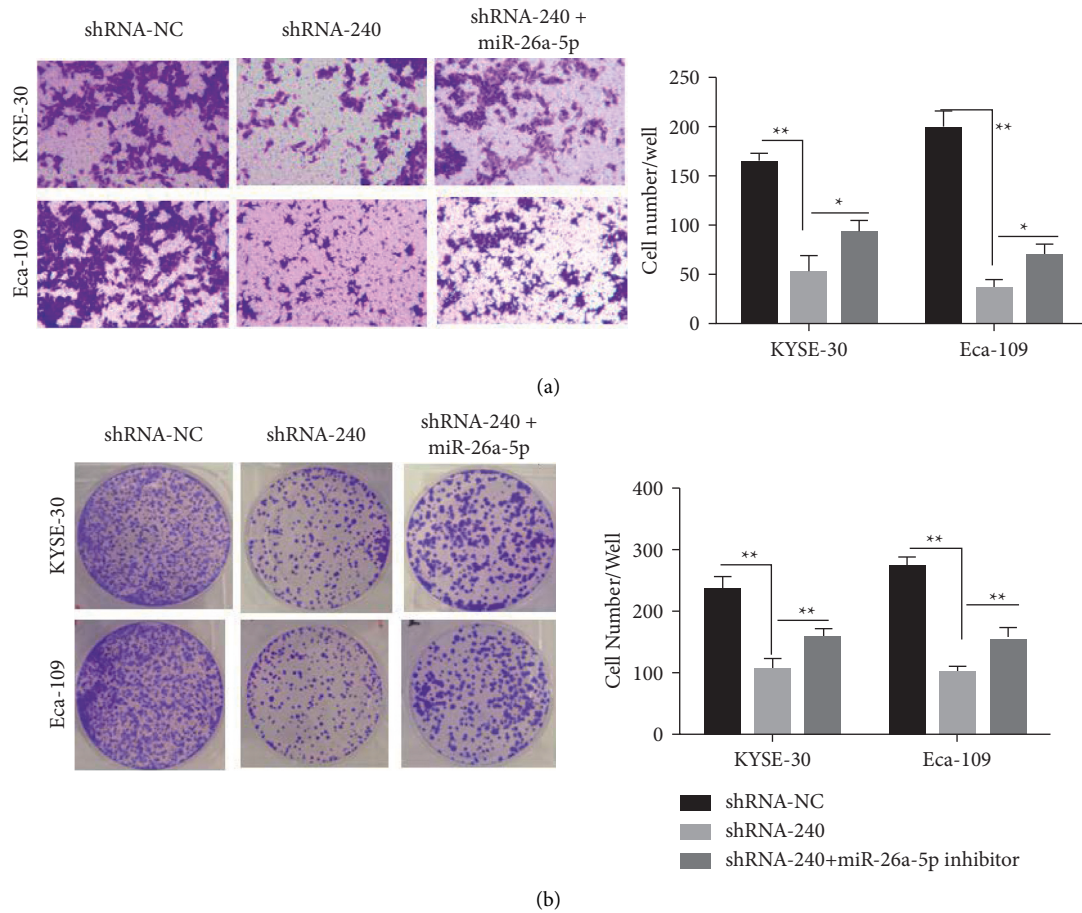 shRNA-NC
shRNA-240
shRNA-240 +
miR-26a-5p
KYSE-30
Eca-109
Cell number/well
250
200
150
100
50
0
**
*
**
*
KYSE-30
Eca-109
(a)
shRNA-NC
shRNA-240
shRNA-240 +
miR-26a-5p
KYSE-30
Eca-109
Cell Number/Well
400
300
200
100
0
**
**
**
**
KYSE-30
Eca-109
shRNA-NC
shRNA-240
shRNA-240+miR-26a-5p inhibitor
(b)